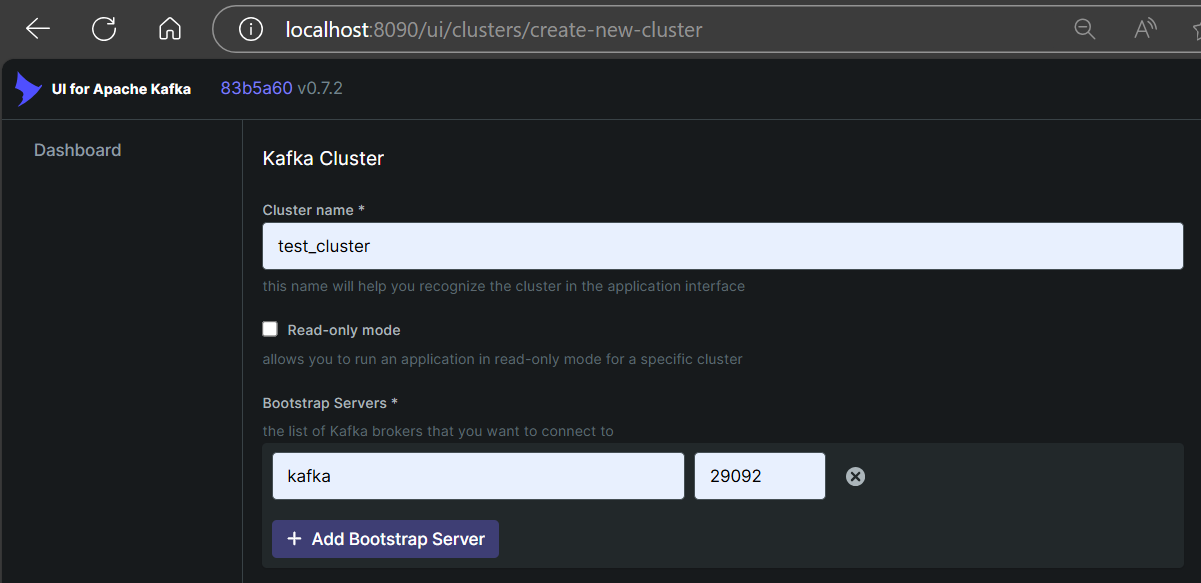 localhost:8090/ui/clusters/create-new-cluster
UI for Apache Kafka 83b5a60 v0.7.2
Dashboard
Kafka Cluster
Cluster name *
test_cluster
this name will help you recognize the cluster in the application interface
Read-only mode
allows you to run an application in read-only mode for a specific cluster
Bootstrap Servers *
the list of Kafka brokers that you want to connect to
kafka 29092
+ Add Bootstrap Server